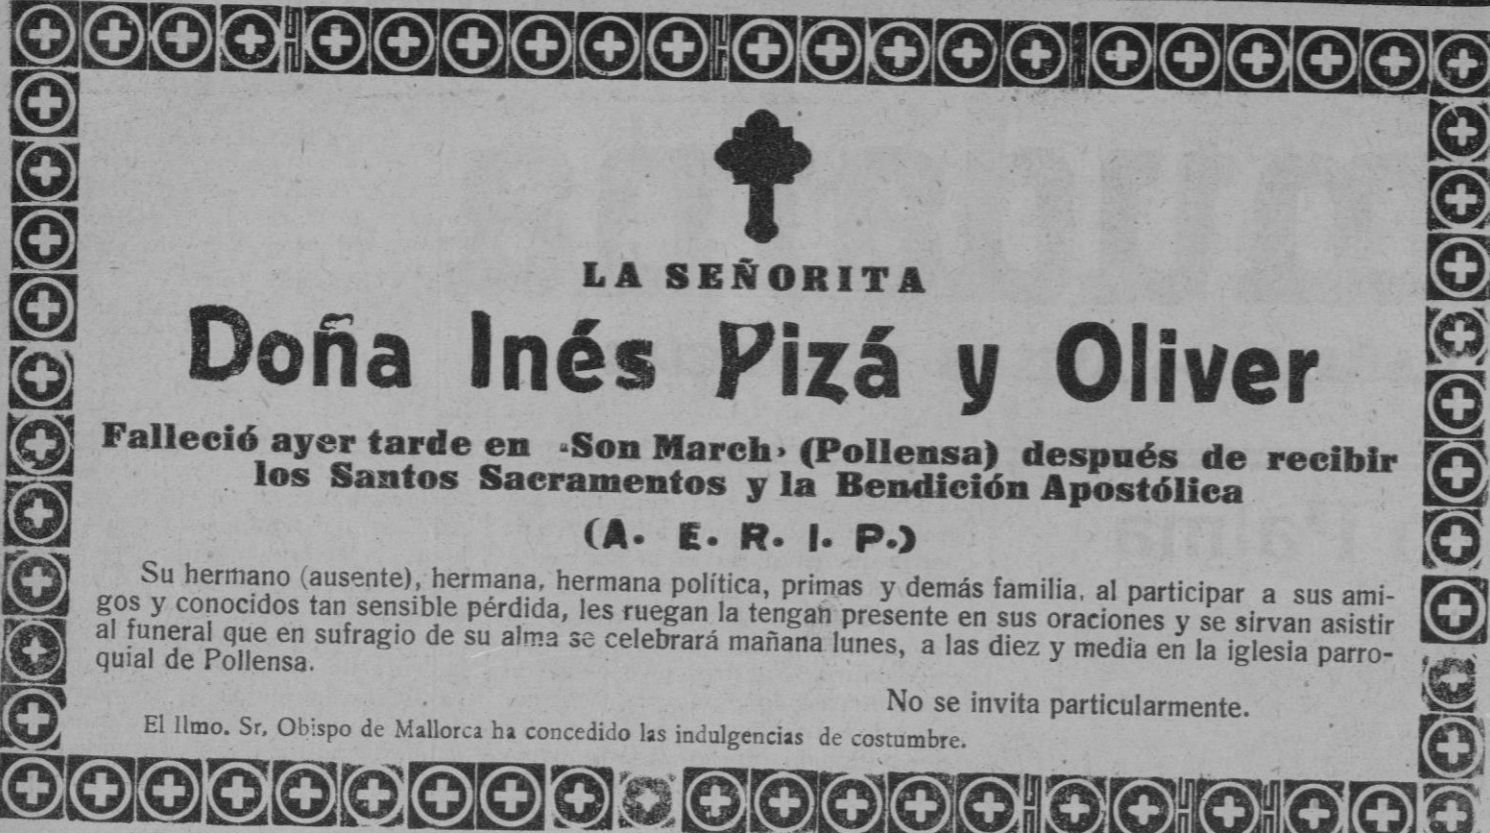 LA SEÑORITA
Doña Inés Pizá y Oliver
Falleció ayer tarde en «Son March» (Pollensa) después de recibir
los Santos Sacramentos y la Bendición Apostólica
(A. E. R. I. P.)
Su hermano (ausente), hermana, hermana política, primas y demás familia, al participar a sus ami-
gos y conocidos tan sensible pérdida, les ruegan la tengan presente en sus oraciones y se sirvan asistir
al funeral que en sufragio de su alma se celebrará mañana lunes, a las diez y media en la iglesia parro-
quial de Pollensa.
No se invita particularmente.
El Ilmo. Sr. Obispo de Mallorca ha concedido las indulgencias de costumbre.